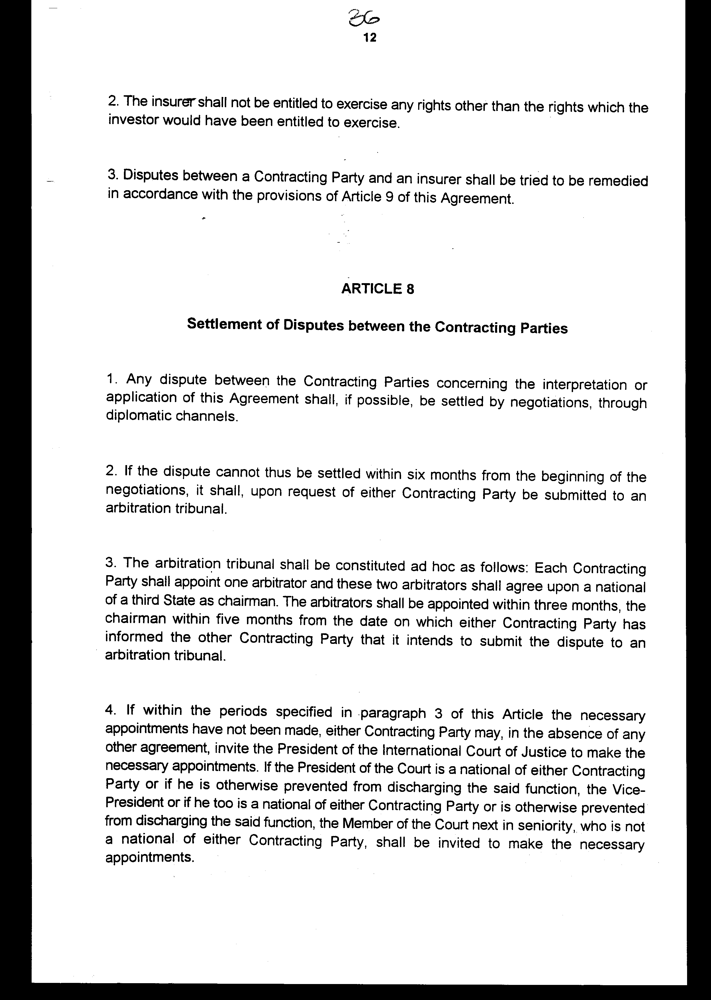 36
12
2. The insurer shall not be entitled to exercise any rights other than the rights which the
investor would have been entitled to exercise.
3. Disputes between a Contracting Party and an insurer shall be tried to be remedied
in accordance with the provisions of Article 9 of this Agreement.
ARTICLE 8
Settlement of Disputes between the Contracting Parties
1. Any dispute between the Contracting Parties concerning the interpretation or
application of this Agreement shall, if possible, be settled by negotiations, through
diplomatic channels.
2. If the dispute cannot thus be settled within six months from the beginning of the
negotiations, it shall, upon request of either Contracting Party be submitted to an
arbitration tribunal.
3. The arbitration tribunal shall be constituted ad hoc as follows: Each Contracting
Party shall appoint one arbitrator and these two arbitrators shall agree upon a national
of a third State as chairman. The arbitrators shall be appointed within three months, the
chairman within five months from the date on which either Contracting Party has
informed the other Contracting Party that it intends to submit the dispute to an
arbitration tribunal.
4. If within the periods specified in paragraph 3 of this Article the necessary
appointments have not been made, either Contracting Party may, in the absence of any
other agreement, invite the President of the International Court of Justice to make the
necessary appointments. If the President of the Court is a national of either Contracting
Party or if he is otherwise prevented from discharging the said function, the Vice-
President or if he too is a national of either Contracting Party or is otherwise prevented
from discharging the said function, the Member of the Court next in seniority, who is not
a national of either Contracting Party, shall be invited to make the necessary
appointments.